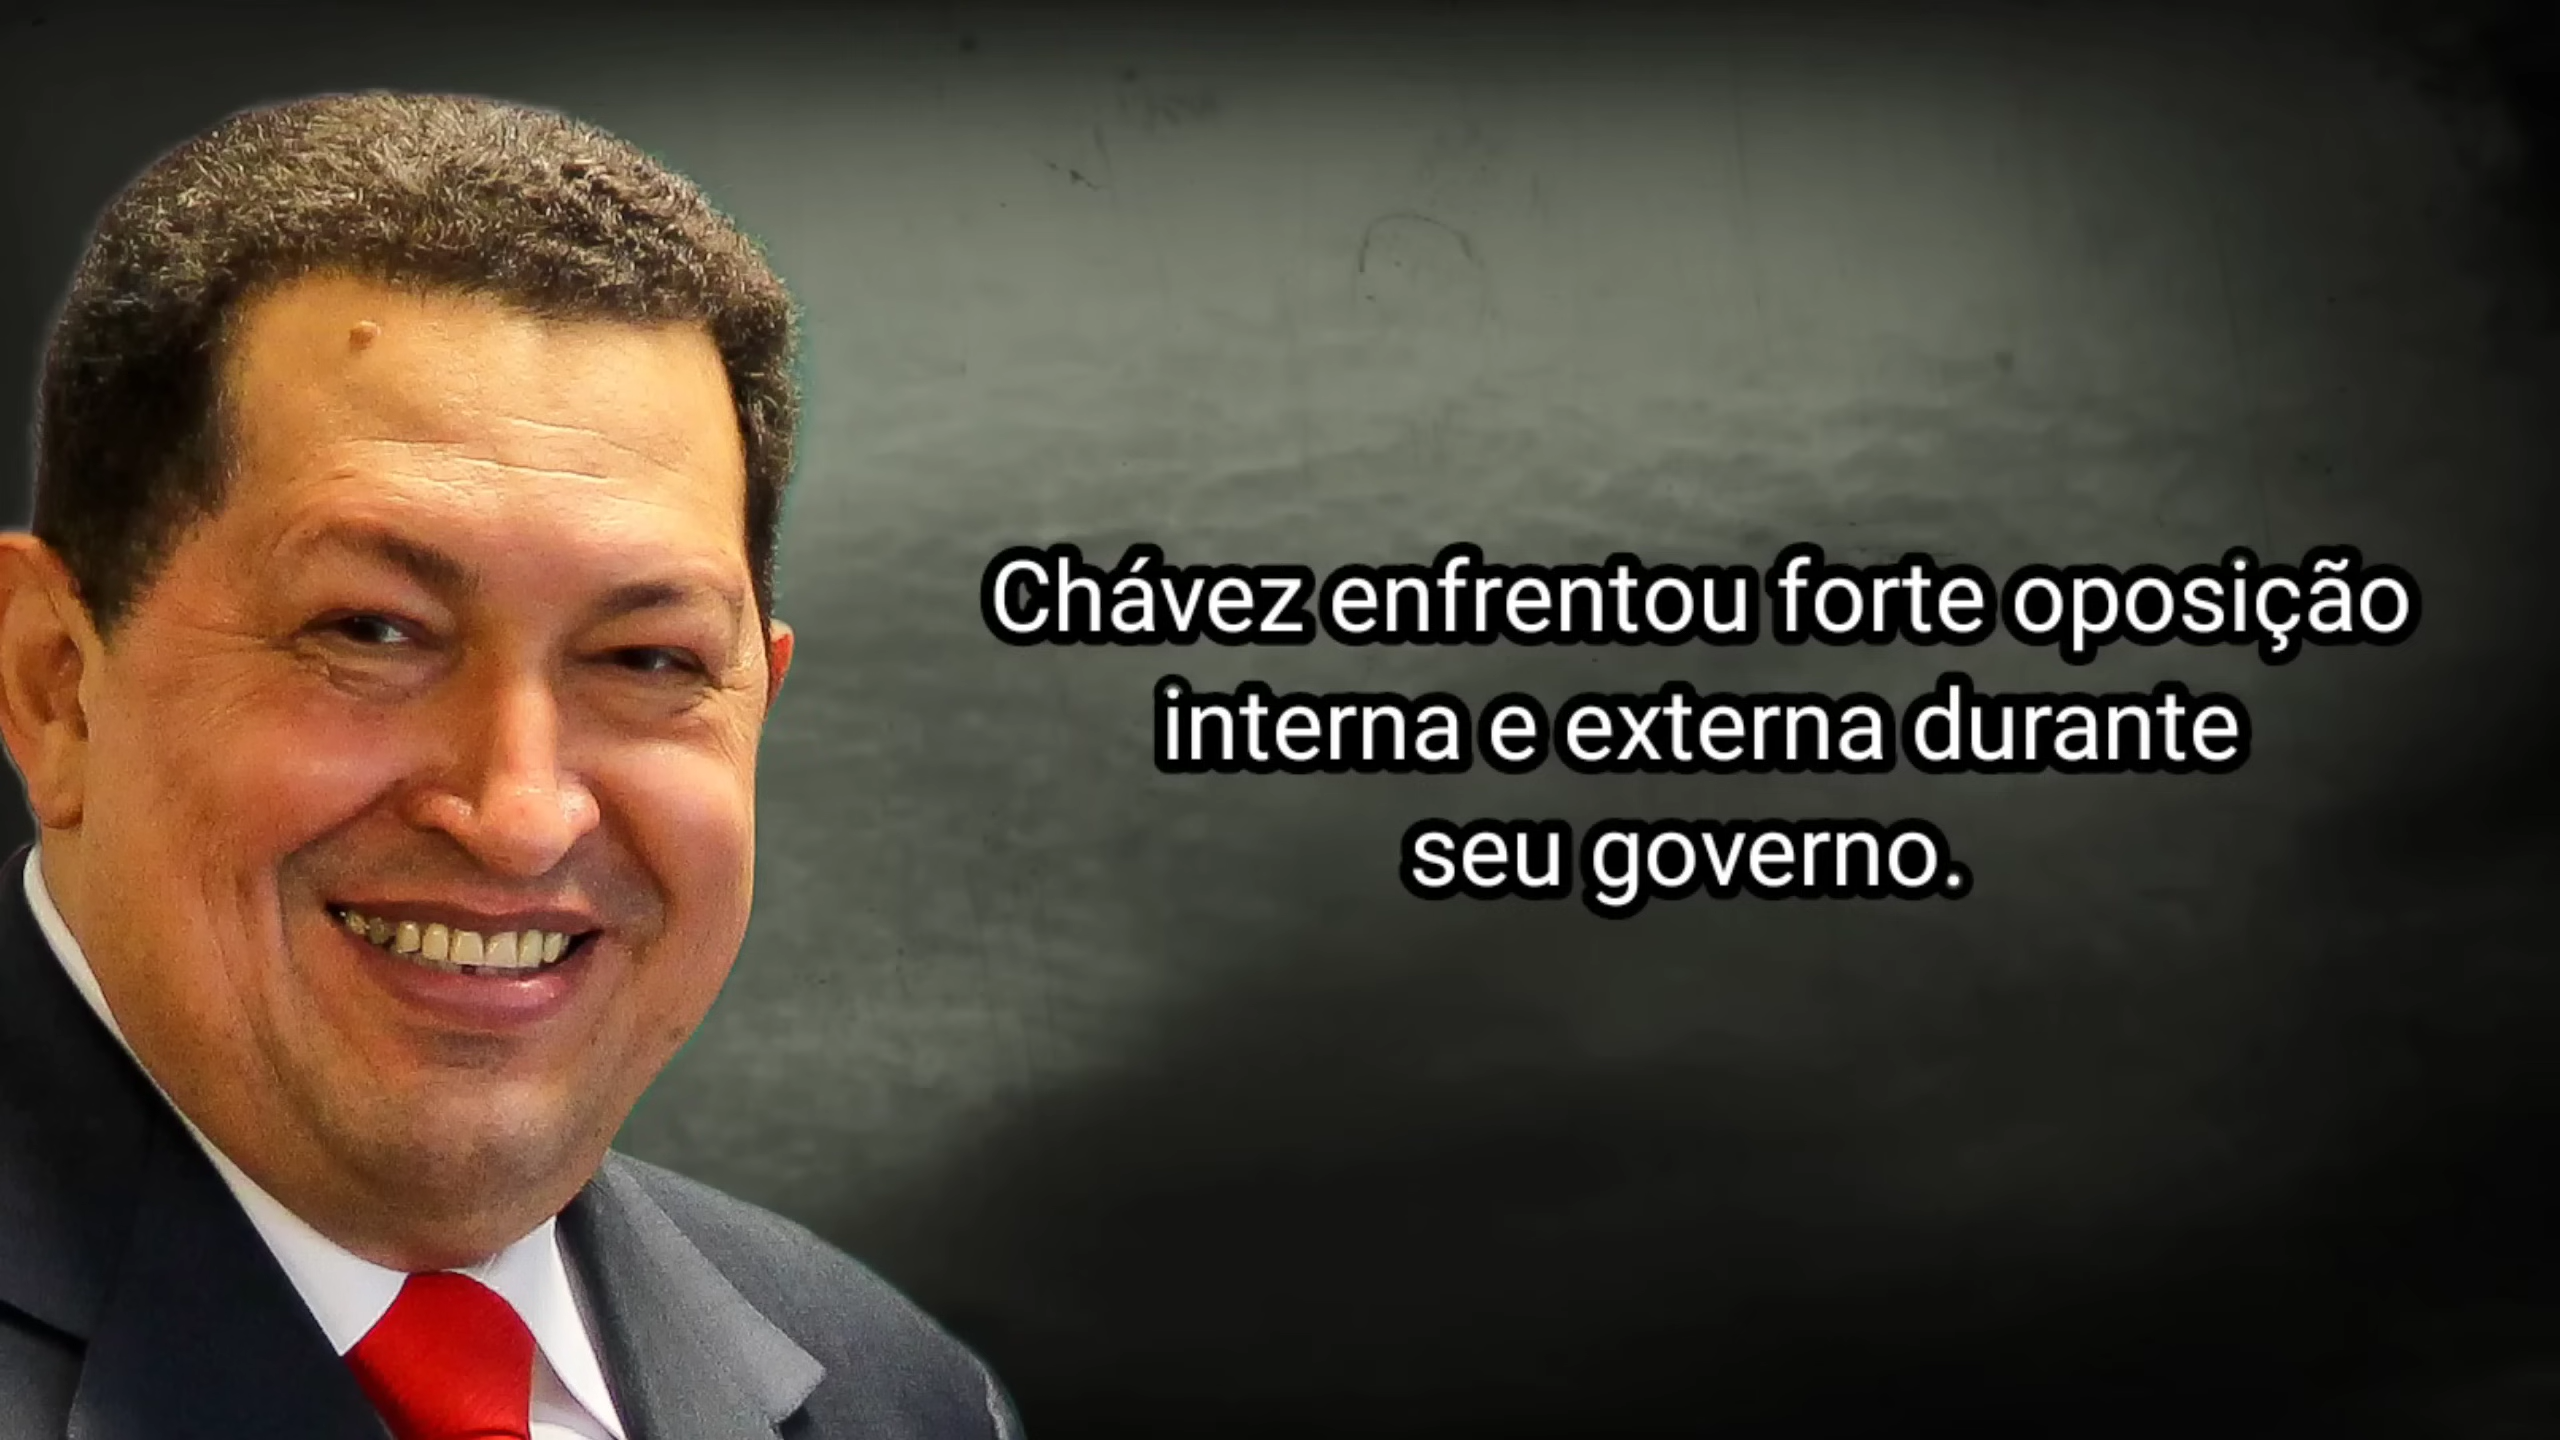 Chávez enfrentou forte oposição
interna e externa durante
seu governo.